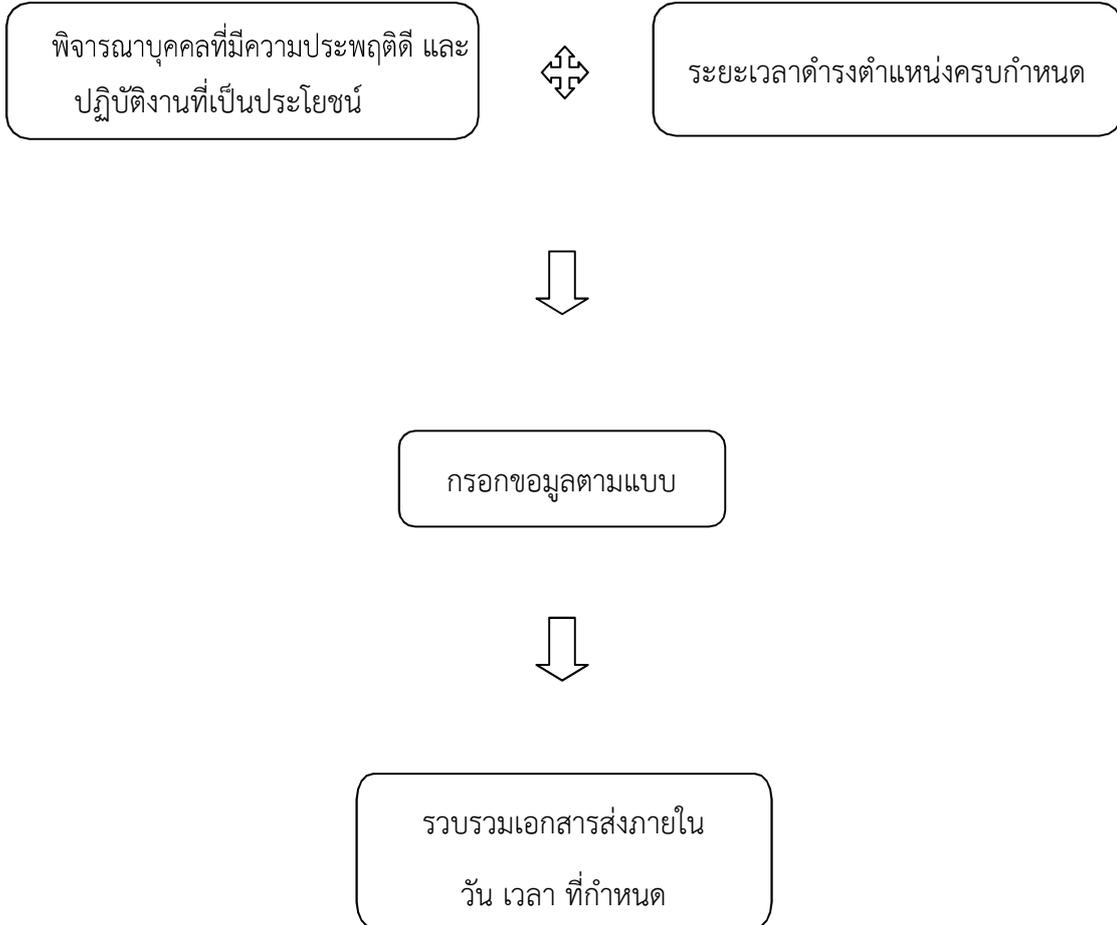 พิจารณาบุคคลที่มีความประพฤติดี และ
ปฏิบัติงานที่เป็นประโยชน์
ระยะเวลาดำรงตำแหน่งครบกำหนด
กรอกขอมูลตามแบบ
รวบรวมเอกสารส่งภายใน
วัน เวลา ที่กำหนด